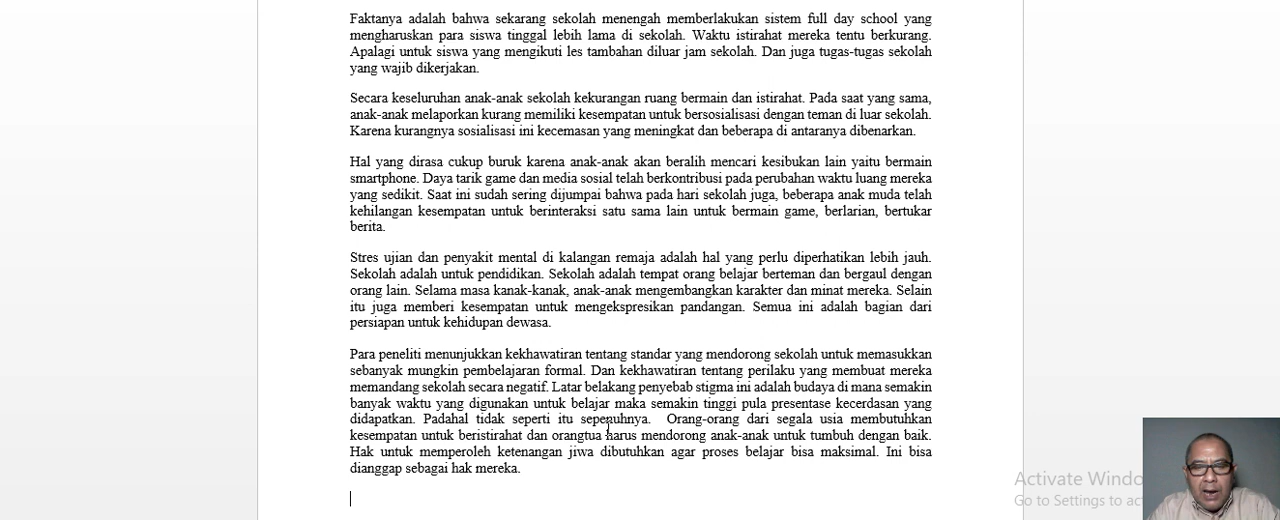 Faktanya adalah bahwa sekarang sekolah menengah memberlakukan sistem full day school yang
mengharuskan para siswa tinggal lebih lama di sekolah. Waktu istirahat mereka tentu berkurang.
Apalagi untuk siswa yang mengikuti les tambahan diluar jam sekolah. Dan juga tugas-tugas sekolah
yang wajib dikerjakan.
Secara keseluruhan anak-anak sekolah kekurangan ruang bermain dan istirahat. Pada saat yang sama,
anak-anak melaporkan kurang memiliki kesempatan untuk bersosialisasi dengan teman di luar sekolah.
Karena kurangnya sosialisasi ini kecemasan yang meningkat dan beberapa di antaranya dibenarkan.
Hal yang dirasa cukup buruk karena anak-anak akan beralih mencari kesibukan lain yaitu bermain
smartphone. Daya tarik game dan media sosial telah berkontribusi pada perubahan waktu luang mereka
yang sedikit. Saat ini sudah sering dijumpai bahwa pada hari sekolah juga, beberapa anak muda telah
kehilangan kesempatan untuk berinteraksi satu sama lain untuk bermain game, berlarian, bertukar
berita.
Stres ujian dan penyakit mental di kalangan remaja adalah hal yang perlu diperhatikan lebih jauh.
Sekolah adalah untuk pendidikan. Sekolah adalah tempat orang belajar berteman dan bergaul dengan
orang lain. Selama masa kanak-kanak, anak-anak mengembangkan karakter dan minat mereka. Selain
itu juga memberi kesempatan untuk mengekspresikan pandangan. Semua ini adalah bagian dari
persiapan untuk kehidupan dewasa.
Para peneliti menunjukkan kekhawatiran tentang standar yang mendorong sekolah untuk memasukkan
sebanyak mungkin pembelajaran formal. Dan kekhawatiran tentang perilaku yang membuat mereka
memandang sekolah secara negatif. Latar belakang penyebab stigma ini adalah budaya di mana semakin
banyak waktu yang digunakan untuk belajar maka semakin tinggi pula presentase kecerdasan yang
didapatkan. Padahal tidak seperti itu sepenuhnya. Orang-orang dari segala usia membutuhkan
kesempatan untuk beristirahat dan orangtua harus mendorong anak-anak untuk tumbuh dengan baik.
Hak untuk memperoleh ketenangan jiwa dibutuhkan agar proses belajar bisa maksimal. Ini bisa
dianggap sebagai hak mereka.
Activate Windo
Go to Settings to ac